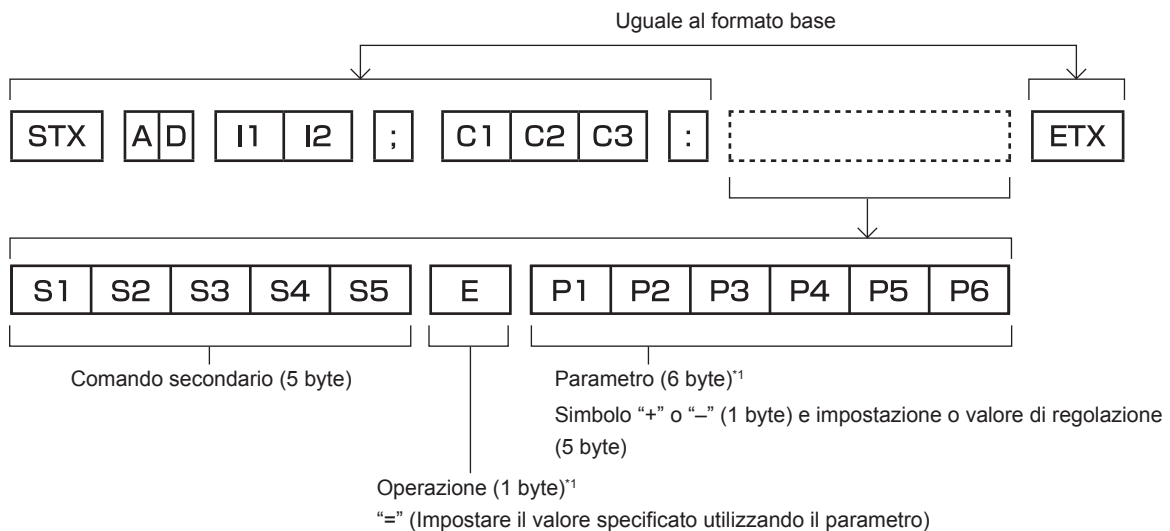 Uguale al formato base
STX A D I1 I2 ; C1 C2 C3 : ETX
S1 S2 S3 S4 S5 E P1 P2 P3 P4 P5 P6
Comando secondario (5 byte)
Parametro (6 byte)*1
Simbolo “+” o “–” (1 byte) e impostazione o valore di regolazione
(5 byte)
Operazione (1 byte)*1
“=” (Impostare il valore specificato utilizzando il parametro)